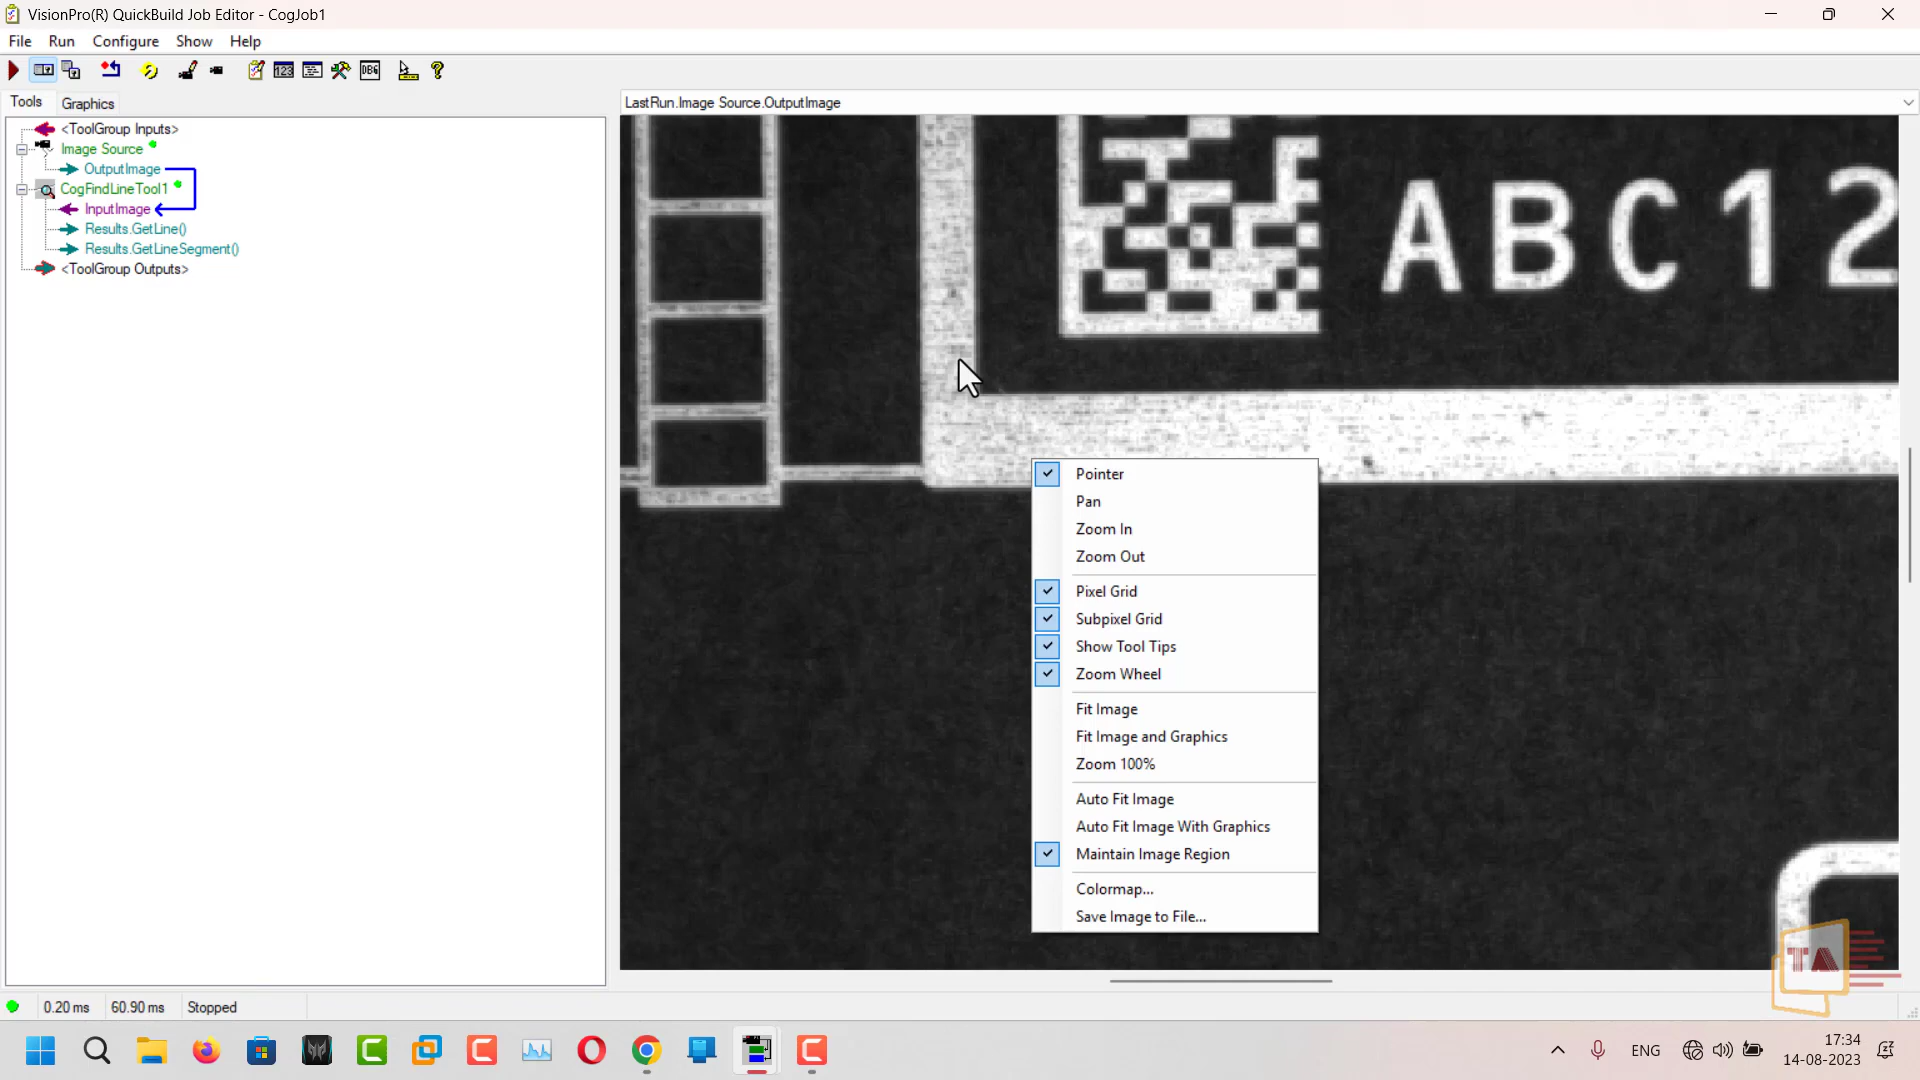 VisionPro(R) QuickBuild Job Editor - CogJob1
File Run Configure Show Help
123 DBG ?
Tools Graphics
LastRun.Image Source.OutputImage
<ToolGroup Inputs>
Image Source
OutputImage
CogFindLineTool1
InputImage
Results.GetLine()
Results.GetLineSegment()
<ToolGroup Outputs>
ABC12
Pointer
Pan
Zoom In
Zoom Out
Pixel Grid
Subpixel Grid
Show Tool Tips
Zoom Wheel
Fit Image
Fit Image and Graphics
Zoom 100%
Auto Fit Image
Auto Fit Image With Graphics
Maintain Image Region
Colormap...
Save Image to File...
TA
0.20 ms 60.90 ms Stopped
ENG
17:34
14-08-2023